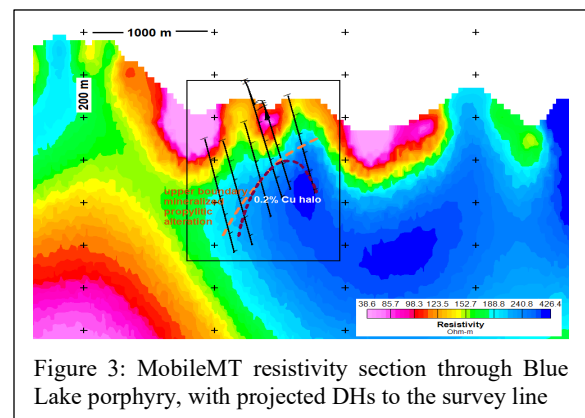 1000 m
200 m
Upper boundary
mineralized
propylitic
alteration
0.2% Cu halo
38.6 85.7 98.3 123.5 152.7 188.8 240.8 426.4
Resistivity
Ohm-m
Figure 3: MobileMT resistivity section through Blue
Lake porphyry, with projected DHs to the survey line